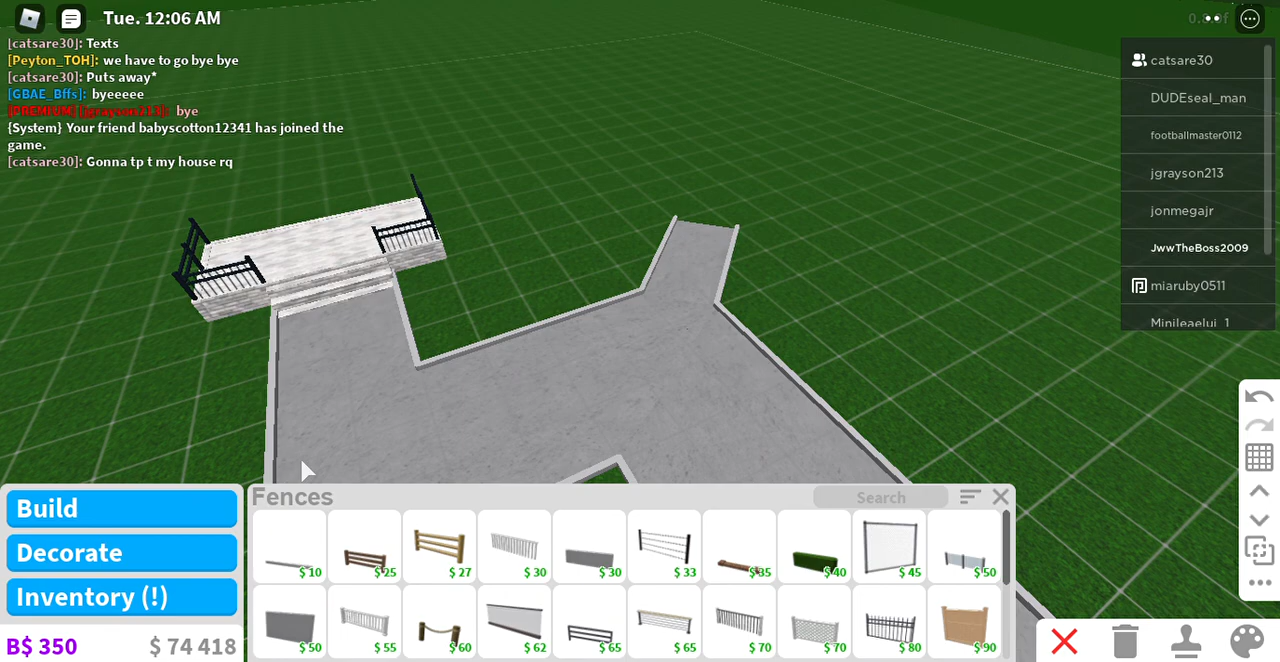 Tue. 12:06 AM
[catsare30]: Texts
[Peyton_TOH]: we have to go bye bye
[catsare30]: Puts away*
[GBAE_Bffs]: byeeeee
[PREMIUM] [jgrayson213]: bye
{System} Your friend babyscotton12341 has joined the
game.
[catsare30]: Gonna tp t my house rq
catsare30
DUDEseal_man
footballmaster0112
jgrayson213
jonmegajr
JwwTheBoss2009
miaruby0511
Build
Decorate
Inventory (!)
B$ 350
$ 74 418
Fences
Search
$ 10
$ 25
$ 27
$ 30
$ 30
$ 33
$ 35
$ 40
$ 45
$ 50
$ 50
$ 55
$ 60
$ 62
$ 65
$ 65
$ 70
$ 70
$ 80
$ 90